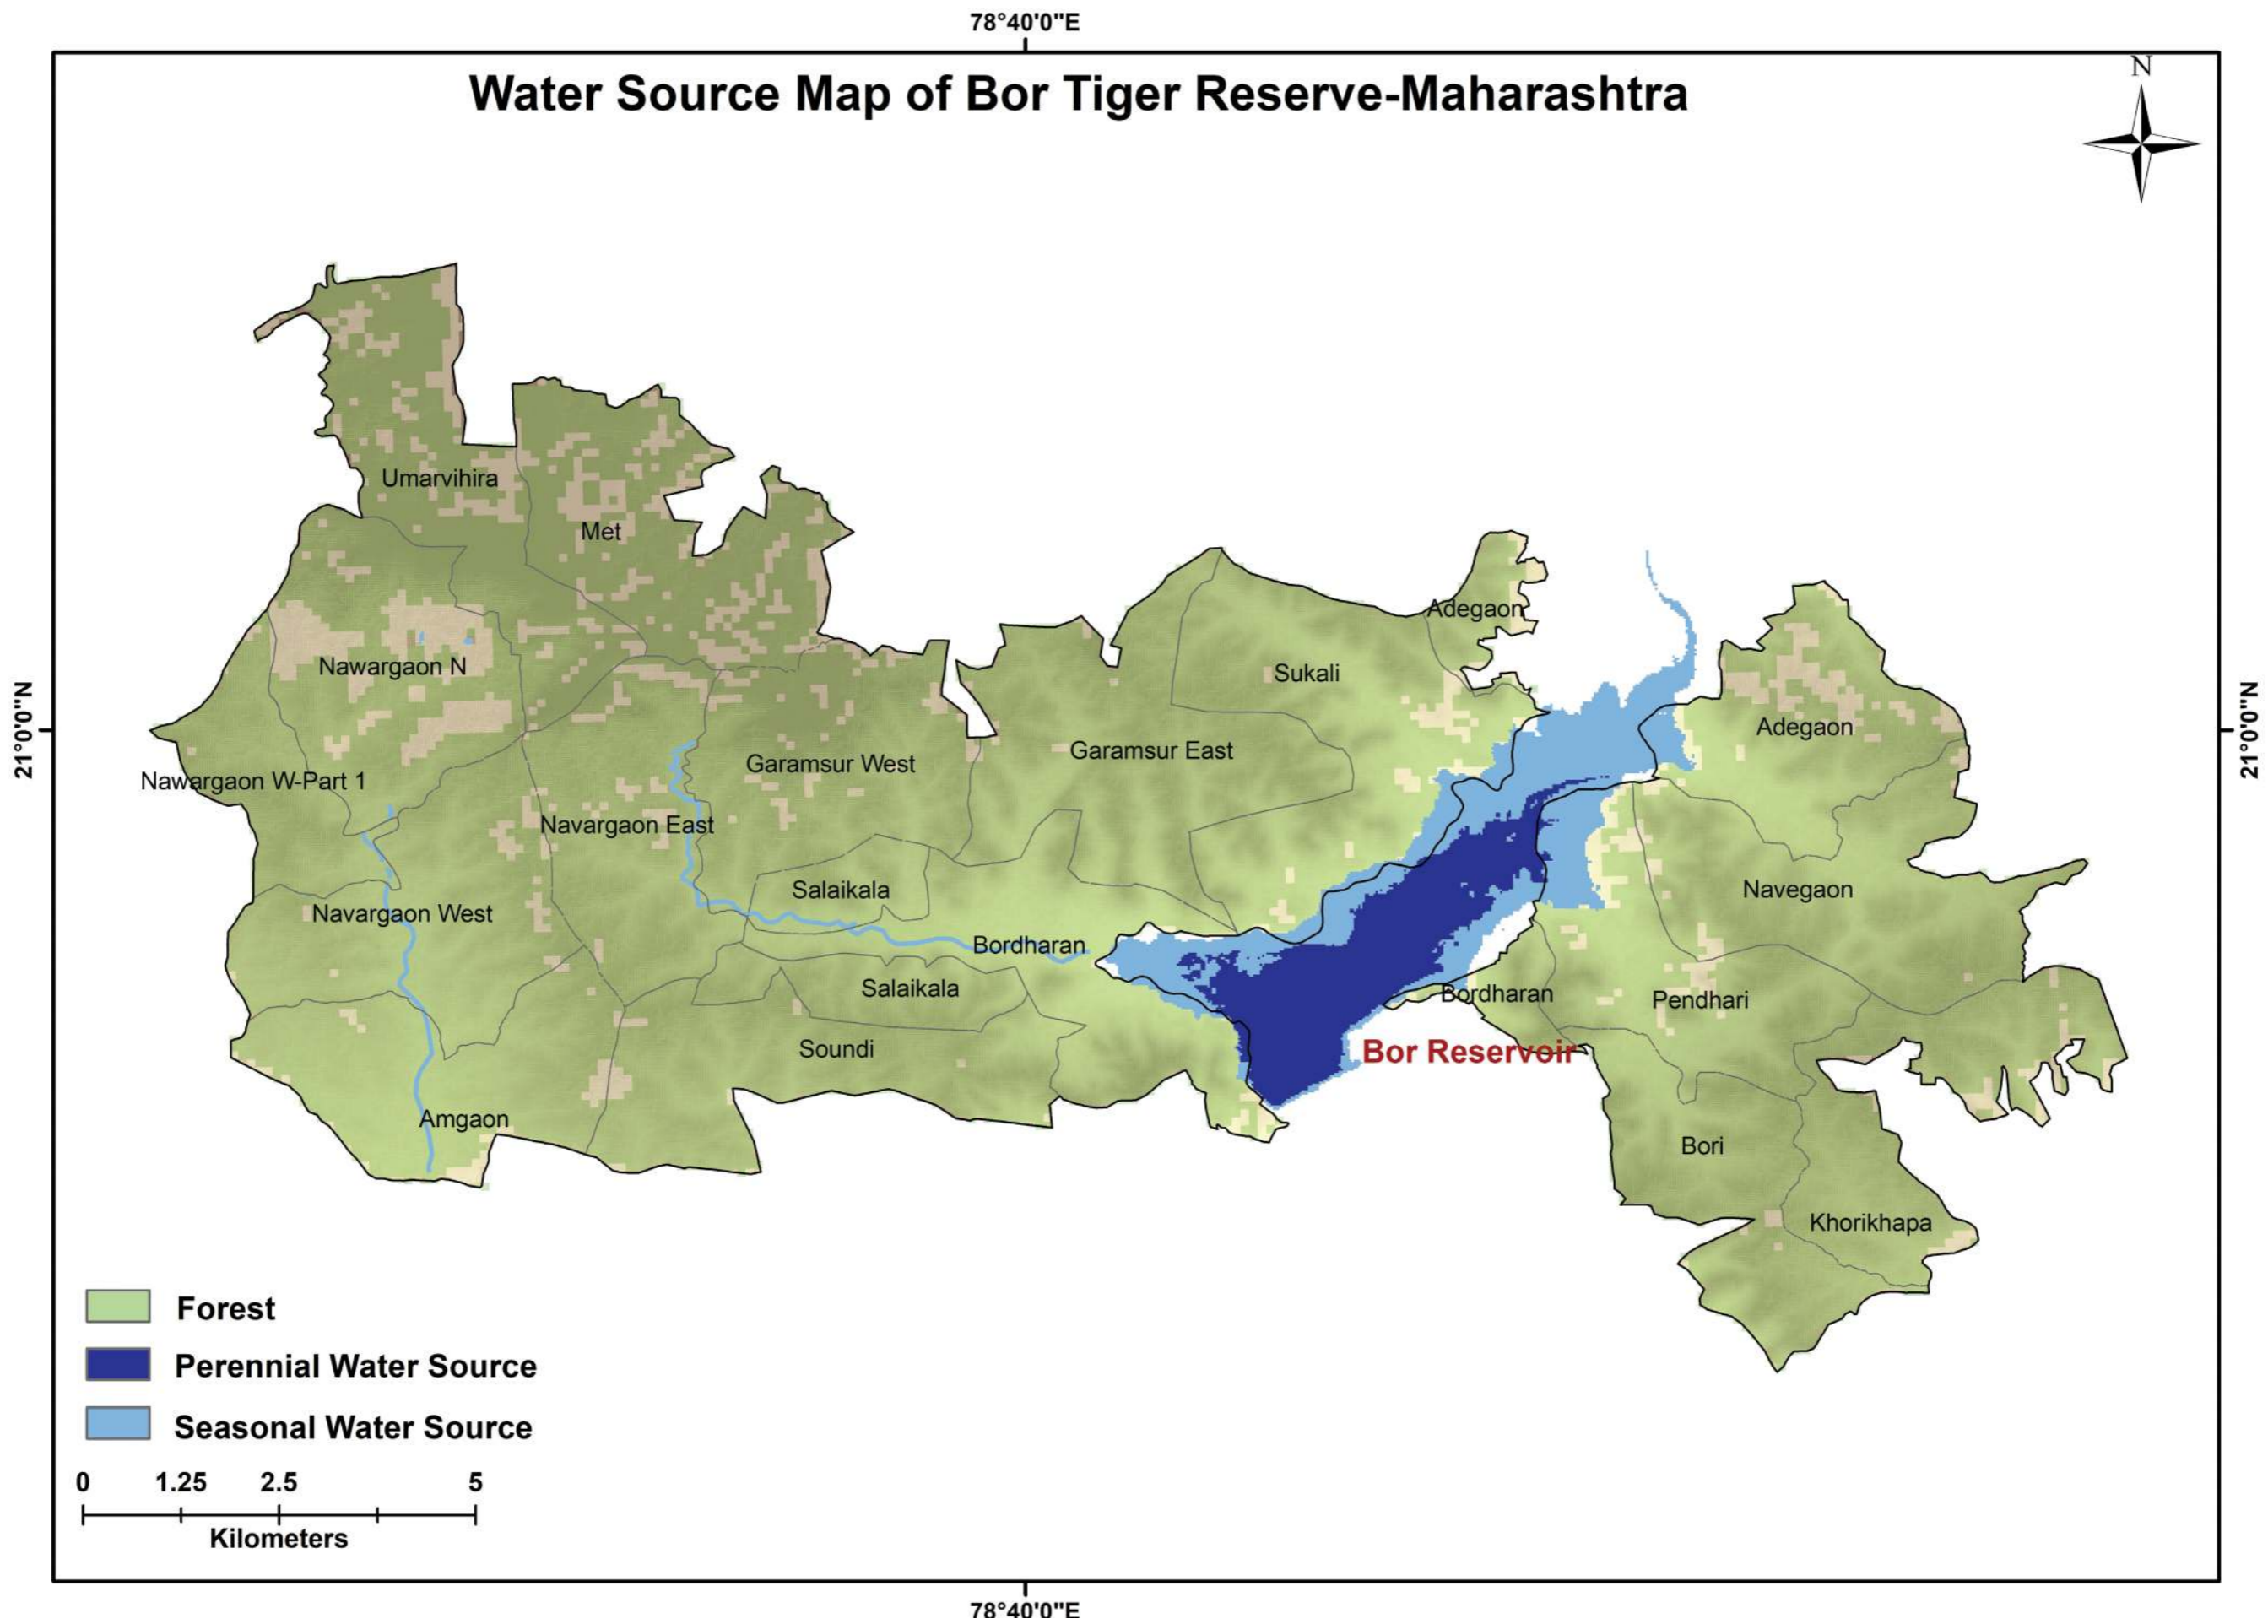 78°40'0"E
Water Source Map of Bor Tiger Reserve-Maharashtra
N
Umarvihira
Met
Adegaon
Nawargaon N
Sukali
21°0'0"N
21°0'0"N
Adegaon
Garamsur West
Garamsur East
Nawargaon W-Part 1
Navargaon East
Salaikala
Navegaon
Navargaon West
Bordharan
Salaikala
Bordharan
Pendhari
Soundi
Bor Reservoir
Amgaon
Bori
Khorikhapa
Forest
Perennial Water Source
Seasonal Water Source
0 1.25 2.5 5
Kilometers
78°40'0"E